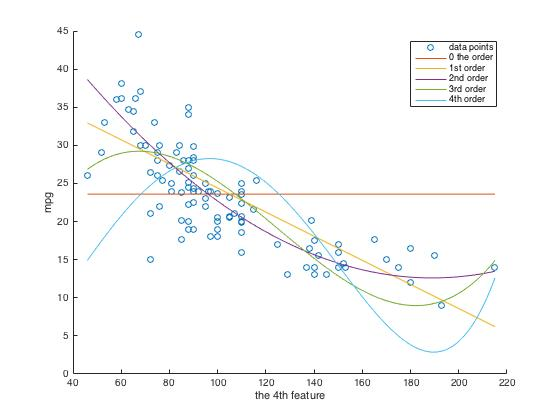 45
40
35
30
25
20
15
10
5
0
mpg
40 60 80 100 120 140 160 180 200 220
the 4th feature
data points
0 the order
1st order
2nd order
3rd order
4th order